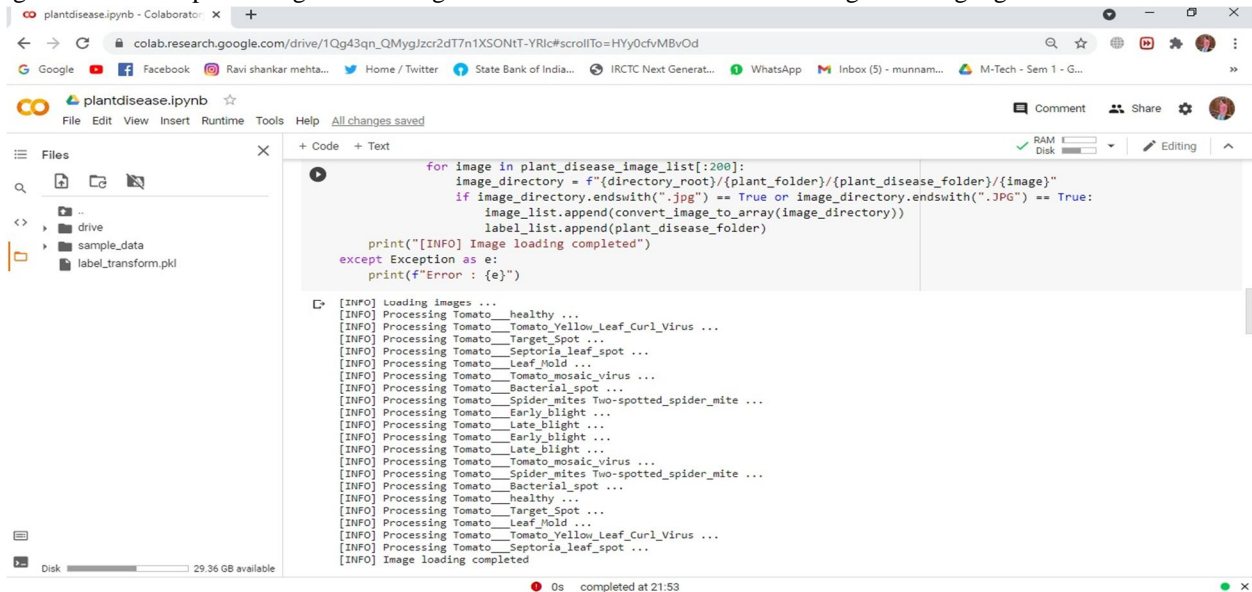 plantdisease.ipynb - Colaborator
colab.research.google.com/drive/1Qg43qn_QMygJzcr2dT7n1XSONtT-YRlc#scrollTo=HYy0cfvMBvOd
Google
Facebook
Ravi shankar mehta...
Home / Twitter
State Bank of India...
IRCTC Next Generat...
WhatsApp
Inbox (5) - munnam...
M-Tech - Sem 1 - G...
»
CO
plantdisease.ipynb
File Edit View Insert Runtime Tools Help All changes saved
Comment
Share
Files
+ Code + Text
RAM
Disk
Editing
..
drive
sample_data
label_transform.pkl
for image in plant_disease_image_list[:200]:
image_directory = f"{directory_root}/{plant_folder}/{plant_disease_folder}/{image}"
if image_directory.endswith(".jpg") == True or image_directory.endswith(".JPG") == True:
image_list.append(convert_image_to_array(image_directory))
label_list.append(plant_disease_folder)
print("[INFO] Image loading completed")
except Exception as e:
print(f"Error : {e}")
[INFO] Loading images ...
[INFO] Processing Tomato___healthy ...
[INFO] Processing Tomato___Tomato_Yellow_Leaf_Curl_Virus ...
[INFO] Processing Tomato___Target_Spot ...
[INFO] Processing Tomato___Septoria_leaf_spot ...
[INFO] Processing Tomato___Leaf_Mold ...
[INFO] Processing Tomato___Tomato_mosaic_virus ...
[INFO] Processing Tomato___Bacterial_spot ...
[INFO] Processing Tomato___Spider_mites Two-spotted_spider_mite ...
[INFO] Processing Tomato___Early_blight ...
[INFO] Processing Tomato___Late_blight ...
[INFO] Processing Tomato___Early_blight ...
[INFO] Processing Tomato___Late_blight ...
[INFO] Processing Tomato___Tomato_mosaic_virus ...
[INFO] Processing Tomato___Spider_mites Two-spotted_spider_mite ...
[INFO] Processing Tomato___Bacterial_spot ...
[INFO] Processing Tomato___healthy ...
[INFO] Processing Tomato___Target_Spot ...
[INFO] Processing Tomato___Leaf_Mold ...
[INFO] Processing Tomato___Tomato_Yellow_Leaf_Curl_Virus ...
[INFO] Processing Tomato___Septoria_leaf_spot ...
[INFO] Image loading completed
Disk
29.36 GB available
0s completed at 21:53